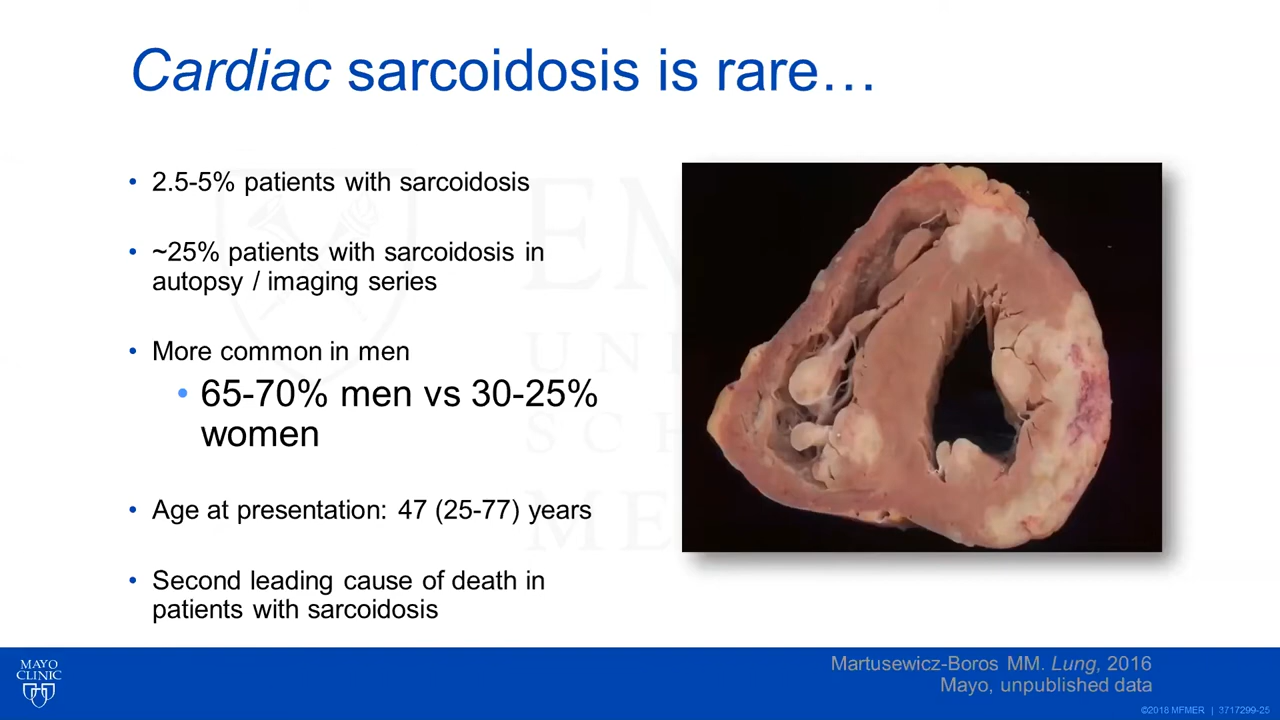 Cardiac sarcoidosis is rare…
• 2.5-5% patients with sarcoidosis
• ~25% patients with sarcoidosis in
autopsy / imaging series
• More common in men
• 65-70% men vs 30-25%
women
• Age at presentation: 47 (25-77) years
• Second leading cause of death in
patients with sarcoidosis
MAYO
CLINIC
Martusewicz-Boros MM. Lung, 2016
Mayo, unpublished data
©2018 MFMER | 3717299-25